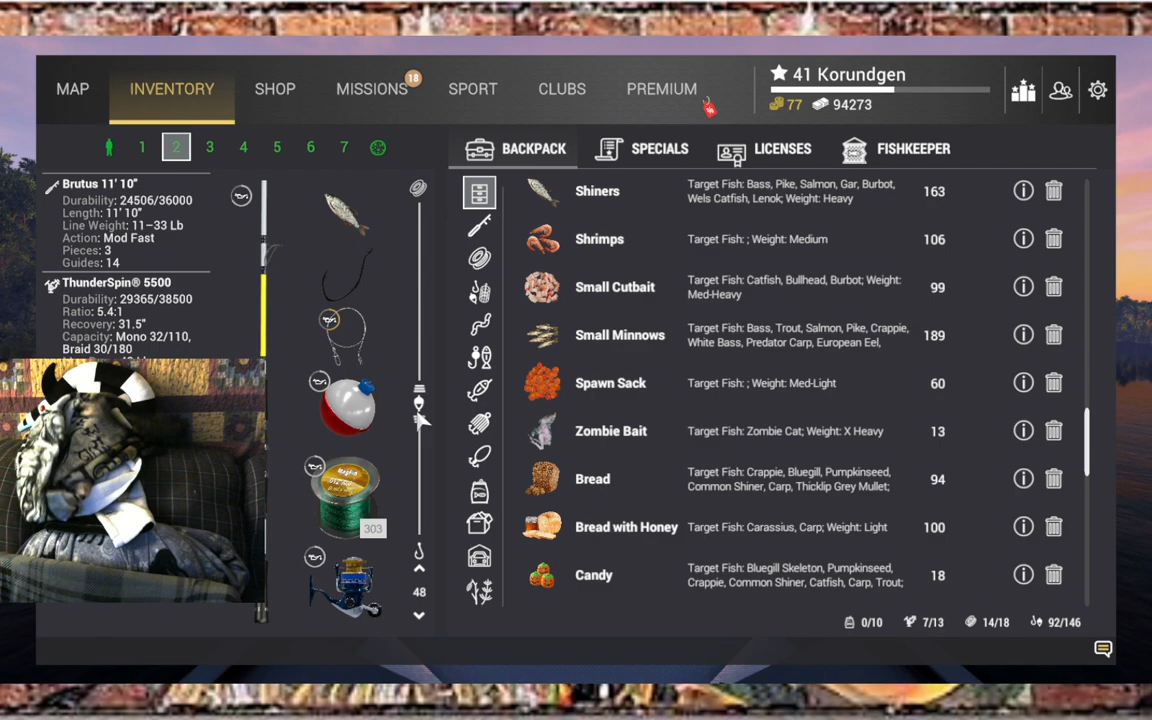 MAP
INVENTORY
SHOP
MISSIONS
18
SPORT
CLUBS
PREMIUM
41 Korundgen
77
94273
1
2
3
4
5
6
7
BACKPACK
SPECIALS
LICENSES
FISHKEEPER
Brutus 11' 10"
Durability: 24506/36000
Length: 11' 10"
Line Weight: 11–33 Lb
Action: Mod Fast
Pieces: 3
Guides: 14
ThunderSpin® 5500
Durability: 29365/38500
Ratio: 5.4:1
Recovery: 31.5"
Capacity: Mono 32/110,
Braid 30/180
303
48
Shiners
Target Fish: Bass, Pike, Salmon, Gar, Burbot,
Wels Catfish, Lenok; Weight: Heavy
163
Shrimps
Target Fish: ; Weight: Medium
106
Small Cutbait
Target Fish: Catfish, Bullhead, Burbot; Weight:
Med-Heavy
99
Small Minnows
Target Fish: Bass, Trout, Salmon, Pike, Crappie,
White Bass, Predator Carp, European Eel,
189
Spawn Sack
Target Fish: ; Weight: Med-Light
60
Zombie Bait
Target Fish: Zombie Cat; Weight: X Heavy
13
Bread
Target Fish: Crappie, Bluegill, Pumpkinseed,
Common Shiner, Carp, Thicklip Grey Mullet;
94
Bread with Honey
Target Fish: Carassius, Carp; Weight: Light
100
Candy
Target Fish: Bluegill Skeleton, Pumpkinseed,
Crappie, Common Shiner, Catfish, Carp, Trout;
18
0/10
7/13
14/18
92/146